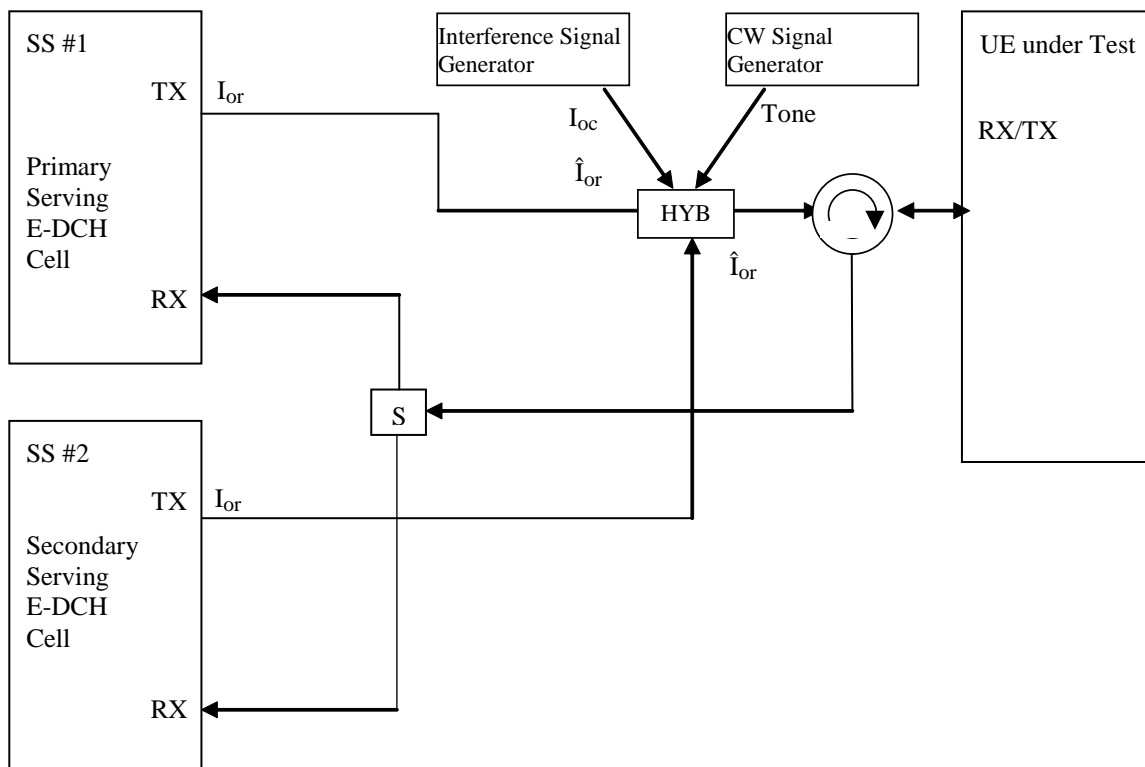 SS #1
TX
I_or
Primary
Serving
E-DCH
Cell
RX
Interference Signal
Generator
CW Signal
Generator
I_oc
Tone
Î_or
HYB
Î_or
UE under Test
RX/TX
S
SS #2
TX
I_or
Secondary
Serving
E-DCH
Cell
RX